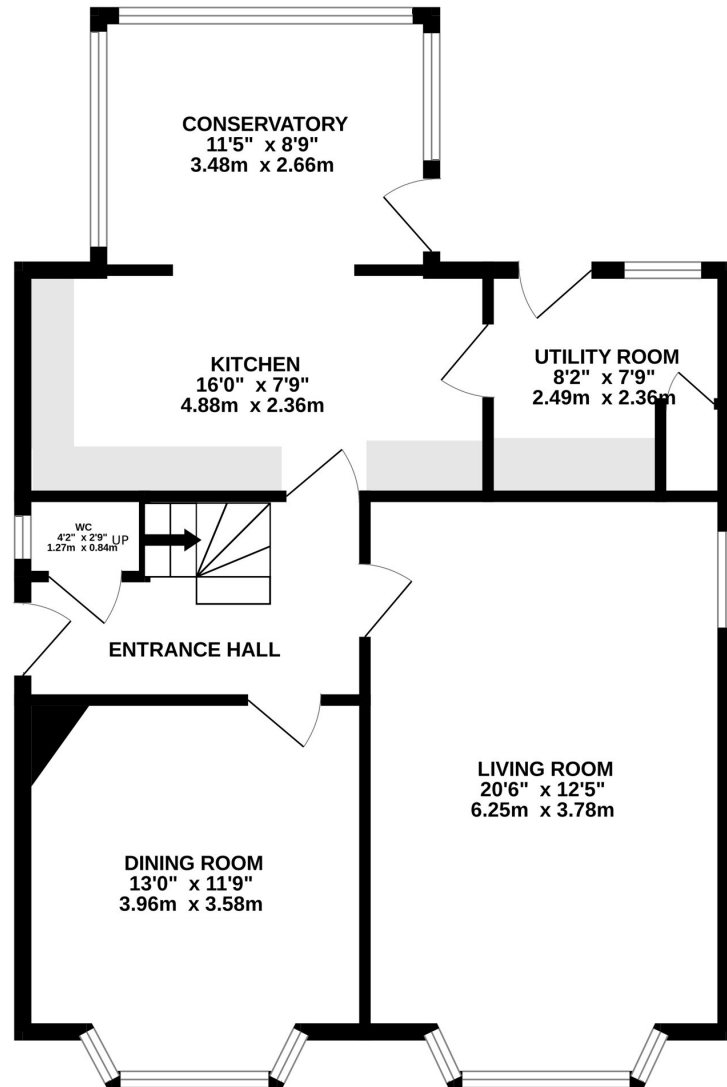 CONSERVATORY
11'5" x 8'9"
3.48m x 2.66m
KITCHEN
16'0" x 7'9"
4.88m x 2.36m
UTILITY ROOM
8'2" x 7'9"
2.49m x 2.36m
WC
4'2" x 2'9"
1.27m x 0.84m
UP
ENTRANCE HALL
LIVING ROOM
20'6" x 12'5"
6.25m x 3.78m
DINING ROOM
13'0" x 11'9"
3.96m x 3.58m